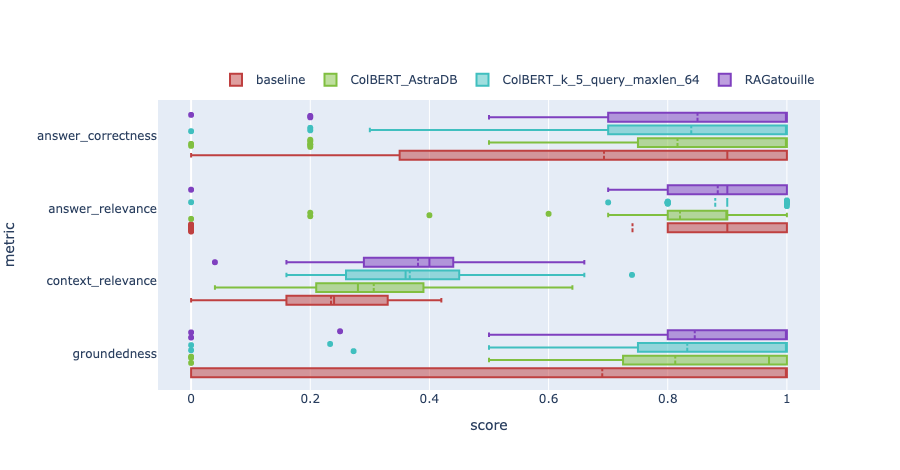 baseline ColBERT_AstraDB ColBERT_k_5_query_maxlen_64 RAGatouille
metric
answer_correctness
answer_relevance
context_relevance
groundedness
0 0.2 0.4 0.6 0.8 1
score